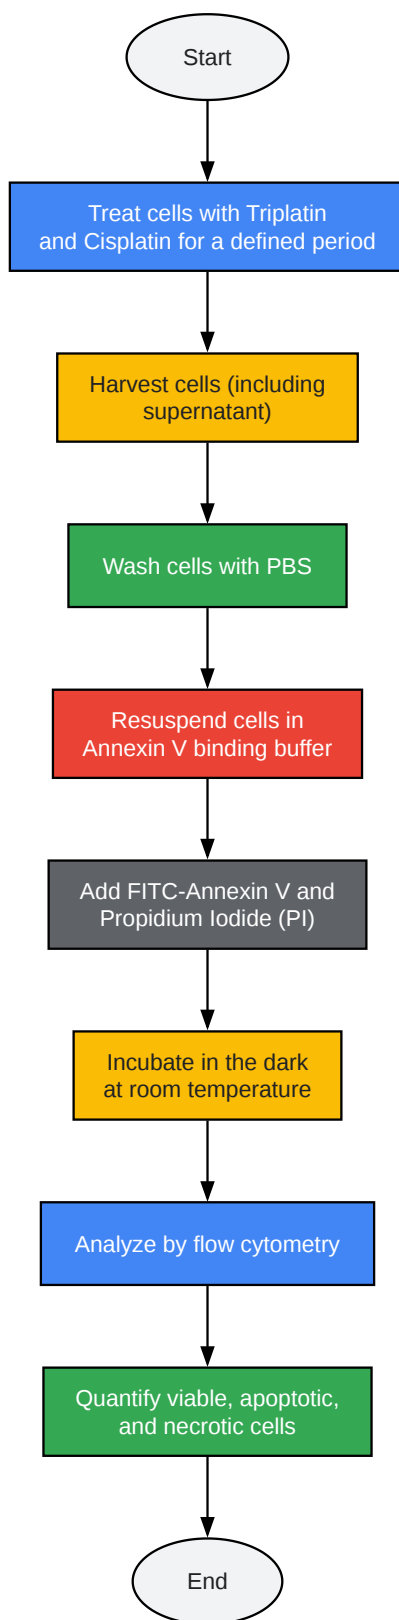 Start
Treat cells with Triplatin
and Cisplatin for a defined period
Harvest cells (including
supernatant)
Wash cells with PBS
Resuspend cells in
Annexin V binding buffer
Add FITC-Annexin V and
Propidium Iodide (PI)
Incubate in the dark
at room temperature
Analyze by flow cytometry
Quantify viable, apoptotic,
and necrotic cells
End